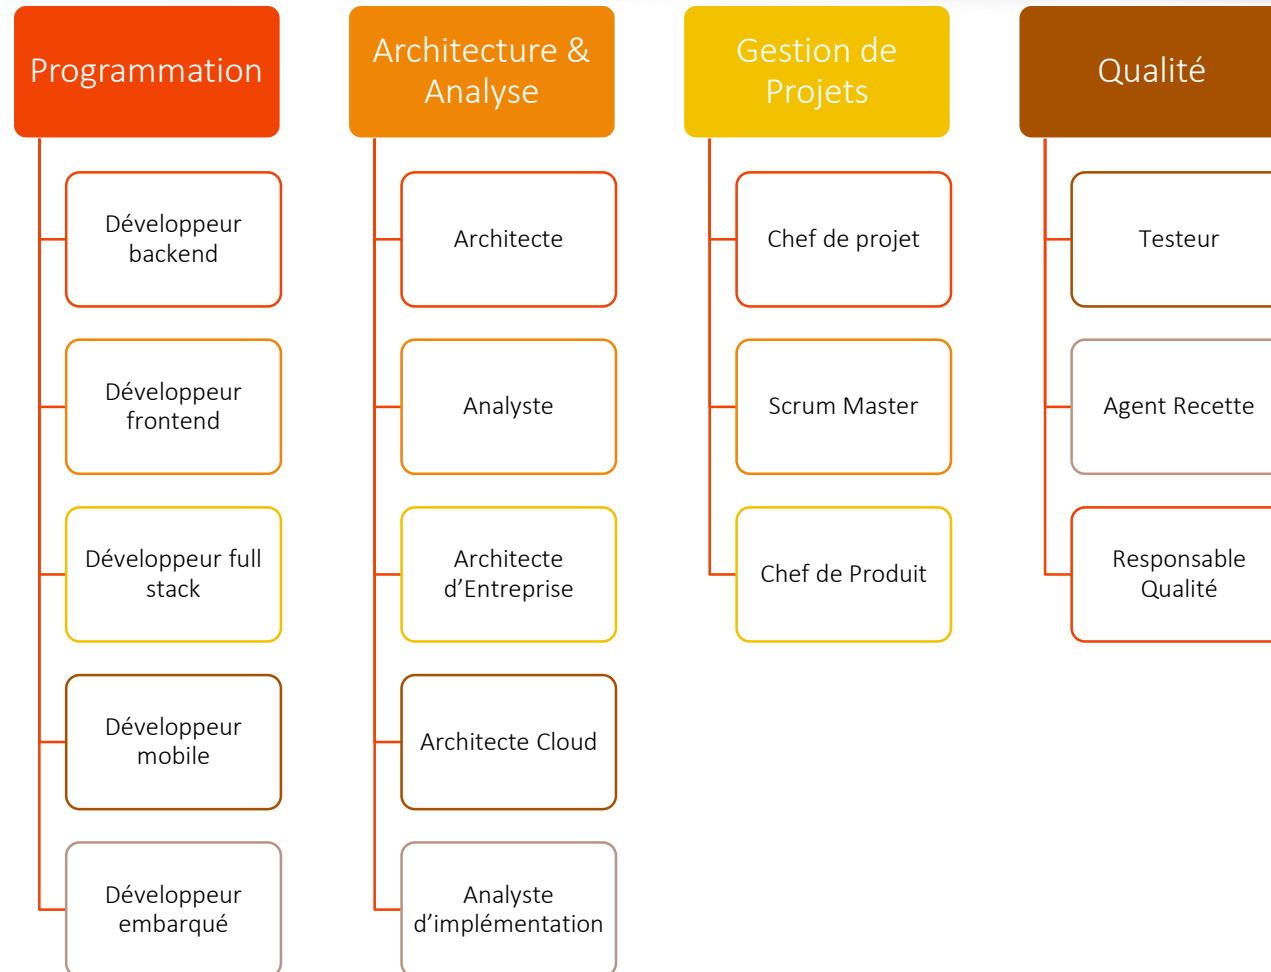 Programmation
Développeur
backend
Développeur
frontend
Développeur full
stack
Développeur
mobile
Développeur
embarqué
Architecture &
Analyse
Architecte
Analyste
Architecte
d’Entreprise
Architecte Cloud
Analyste
d’implémentation
Gestion de
Projets
Chef de projet
Scrum Master
Chef de Produit
Qualité
Testeur
Agent Recette
Responsable
Qualité